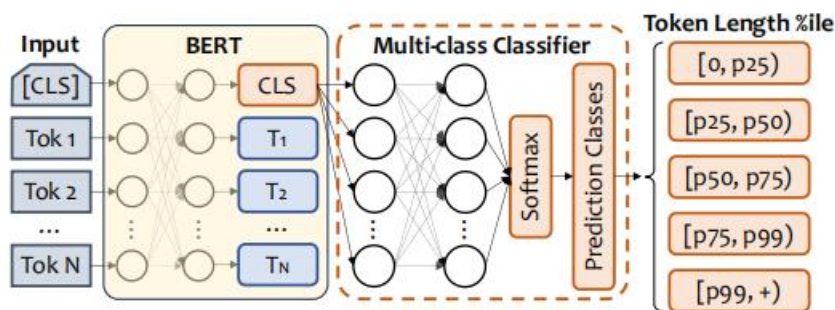 Input
BERT
Multi-class Classifier
Token Length %ile
[CLS]
CLS
[0, p25)
Tok 1
T1
[p25, p50)
Tok 2
T2
[p50, p75)
...
...
[p75, p99)
Tok N
TN
[p99, +)
Softmax
Prediction Classes